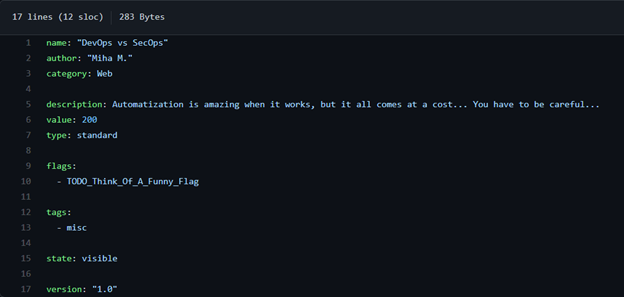 17 lines (12 sloc) 283 Bytes
1 name: "DevOps vs SecOps"
2 author: "Miha M."
3 category: Web
4
5 description: Automatization is amazing when it works, but it all comes at a cost... You have to be careful...
6 value: 200
7 type: standard
8
9 flags:
10 - TODO_Think_Of_A_Funny_Flag
11
12 tags:
13 - misc
14
15 state: visible
16
17 version: "1.0"